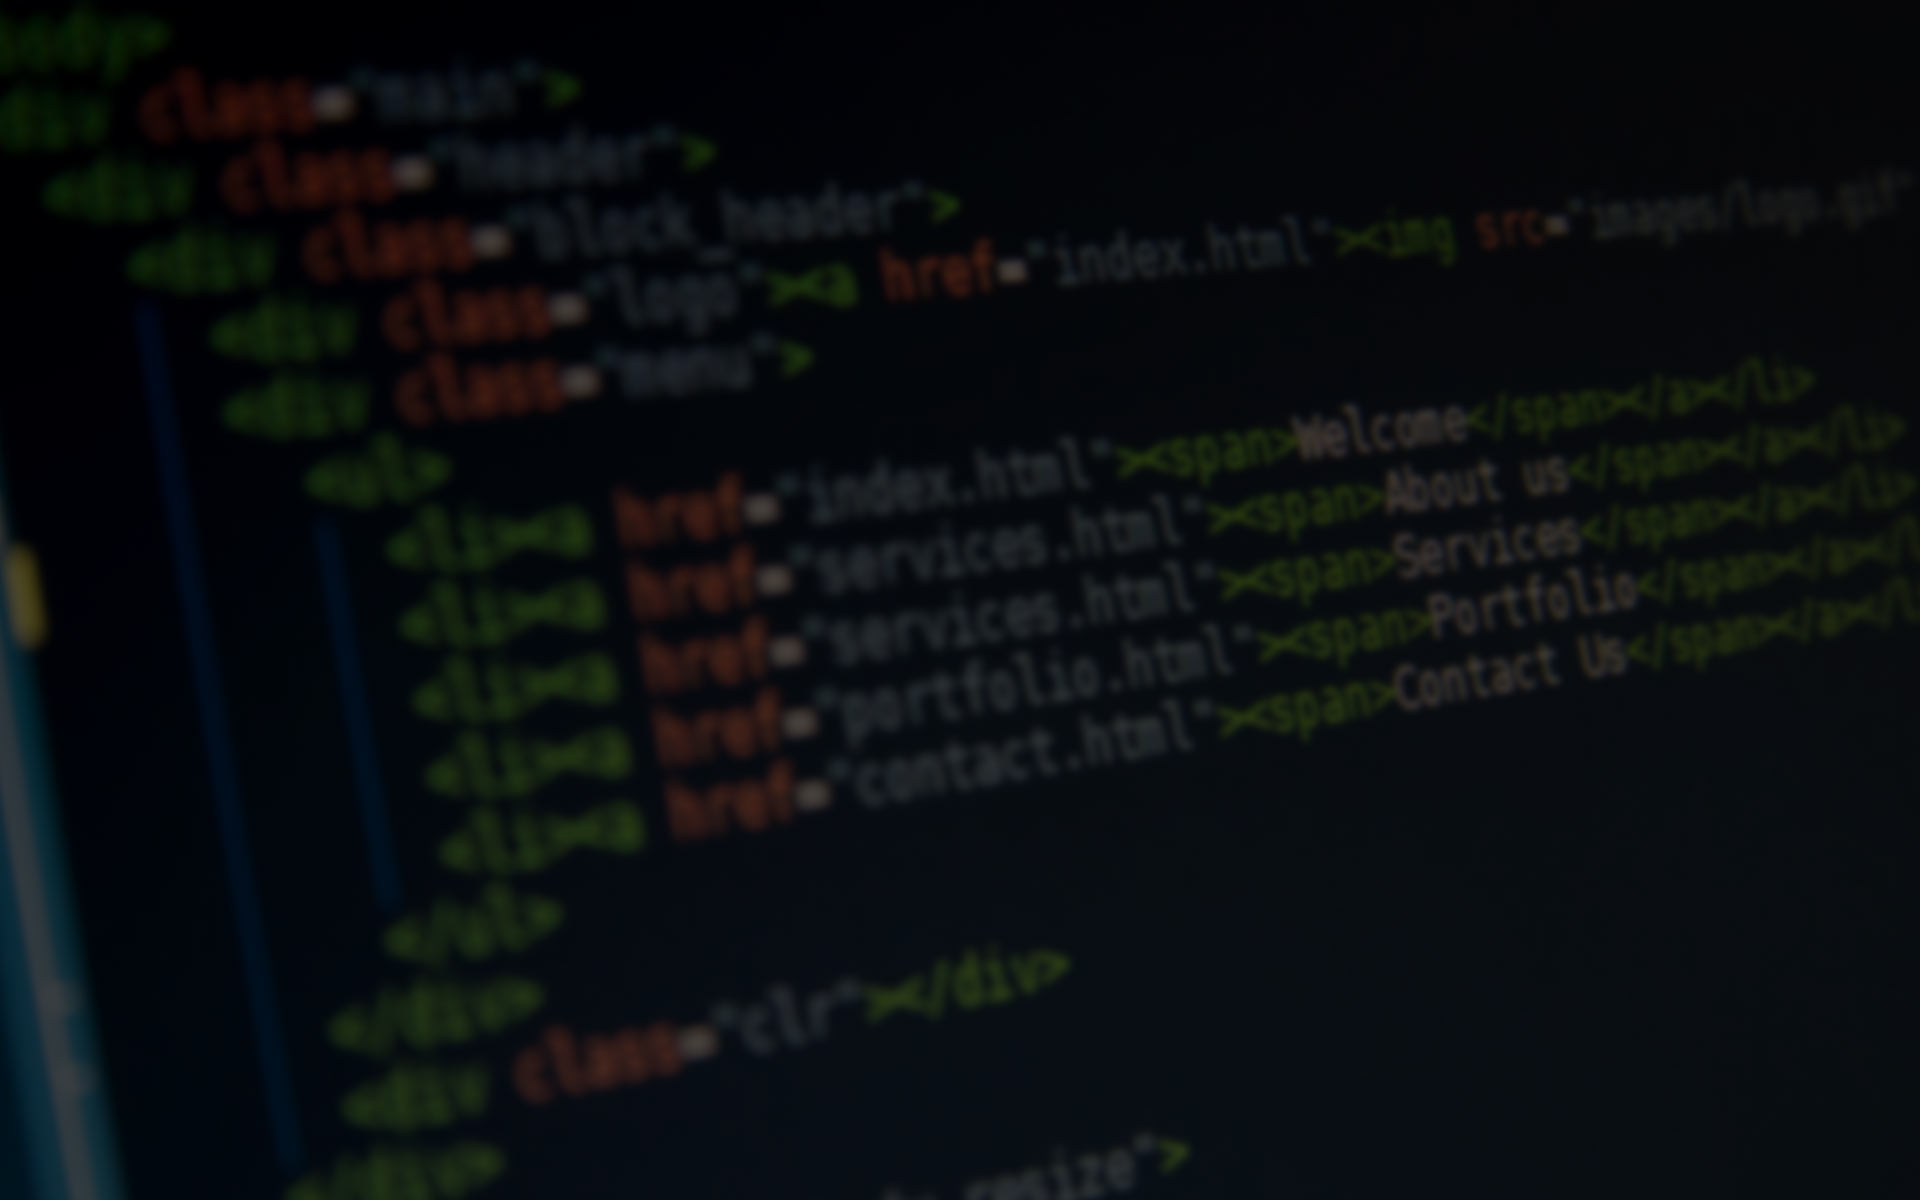 <div class="main">
<div class="header">
<div class="block_header">
<div class="logo"><a href="index.html"><img src="images/logo.gif"
<div class="menu">
<ul>
<li><a href="index.html"><span>Welcome</span></a></li>
<li><a href="services.html"><span>About us</span></a></li>
<li><a href="services.html"><span>Services</span></a></li>
<li><a href="portfolio.html"><span>Portfolio</span></a></li>
<li><a href="contact.html"><span>Contact Us</span></a></li>
</ul>
</div>
<div class="clr"></div>
</div>
resize">